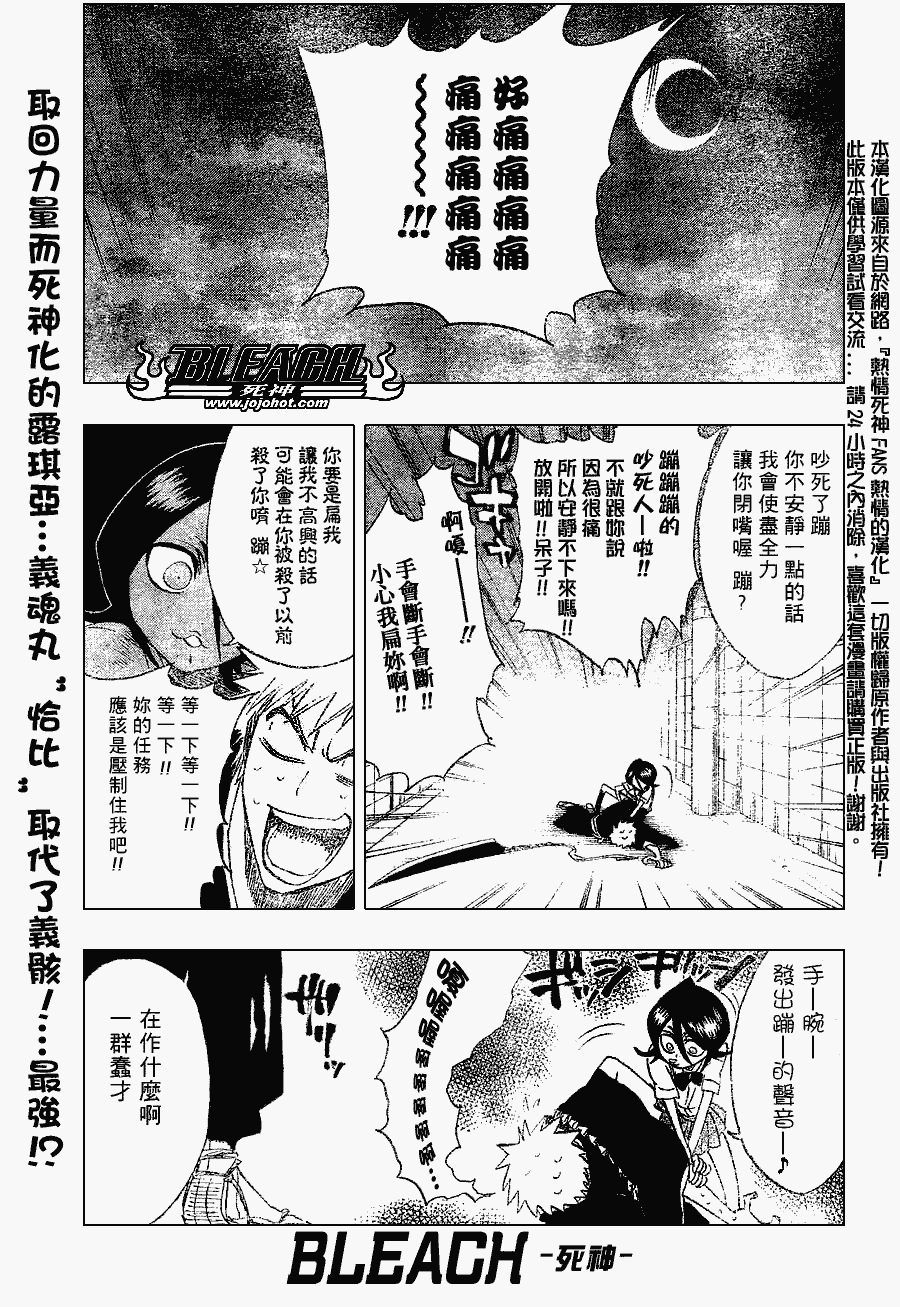 好痛痛痛痛
痛痛痛痛痛
～～～!!!
BLEACH
死神
www.jojohot.com
吵死了蹦
你不安靜一點的話
我會使盡全力
讓你閉嘴喔 蹦?
蹦蹦蹦的
吵死人ー啦!!
不就跟妳說
因為很痛
所以安靜不下來嗎!!
放開啦!!呆子!!
啊嗄ーー!!
手會斷手會斷!!
小心我扁妳啊!!
你要是扁我
讓我不高興的話
可能會在你被殺了以前
殺了你唷 蹦☆
等一下等一下!!
等一下!!
妳的任務
應該是壓制住我吧!!
手ー腕ー
發出蹦ー的聲音ー♪
在作什麼啊
一群蠢才
取回力量而死神化的露琪亞…義魂丸〝恰比〞取代了義骸!…最強!?
本漢化圖源來自於網路,『熱情死神FANS熱情的漢化』一切版權歸原作者與出版社擁有!
此版本僅供學習試看交流... 請24小時之內消除,喜歡這套漫畫請購買正版!謝謝。
BLEACH -死神-